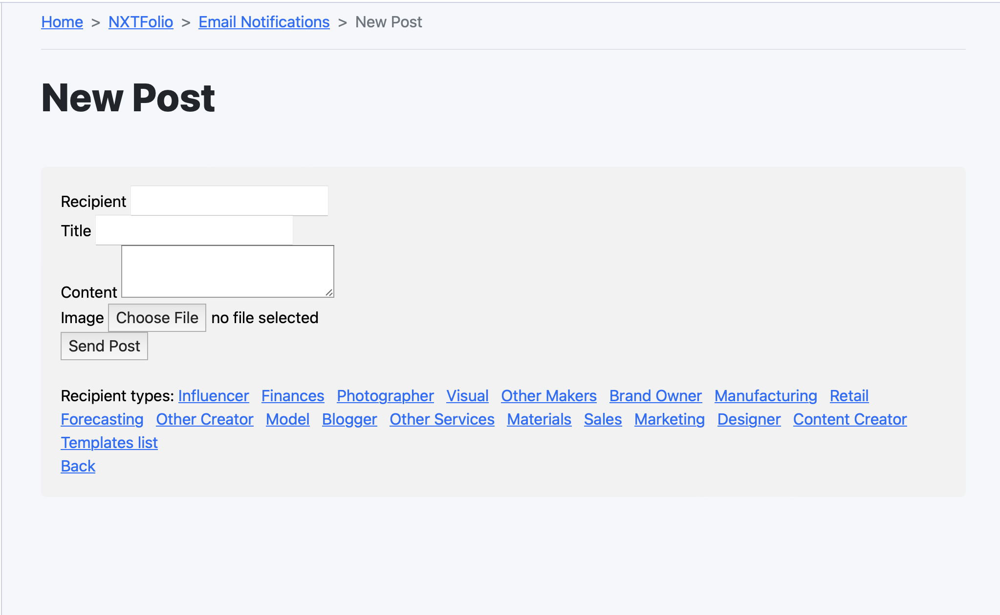 Home > NXTFolio > Email Notifications > New Post
New Post
Recipient
Title
Content
Image Choose File no file selected
Send Post
Recipient types: Influencer Finances Photographer Visual Other Makers Brand Owner Manufacturing Retail
Forecasting Other Creator Model Blogger Other Services Materials Sales Marketing Designer Content Creator
Templates list
Back